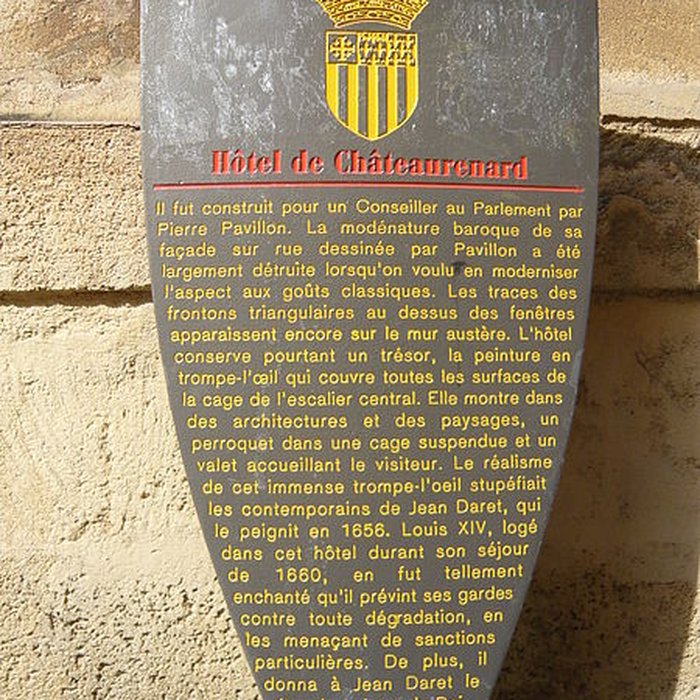 Hôtel de Châteaurenard
Il fut construit pour un Conseiller au Parlement par
Pierre Pavillon. La modénature baroque de sa
façade sur rue dessinée par Pavillon a été
largement détruite lorsqu'on voulu en moderniser
l'aspect aux goûts classiques. Les traces des
frontons triangulaires au dessus des fenêtres
apparaissent encore sur le mur austère. L'hôtel
conserve pourtant un trésor, la peinture en
trompe-l'œil qui couvre toutes les surfaces de
la cage de l'escalier central. Elle montre dans
des architectures et des paysages, un
perroquet dans une cage suspendue et un
valet accueillant le visiteur. Le réalisme
de cet immense trompe-l'oeil stupéfiait
les contemporains de Jean Daret, qui
le peignit en 1656. Louis XIV, logé
dans cet hôtel durant son séjour
de 1660, en fut tellement
enchanté qu'il prévint ses gardes
contre toute dégradation, en
les menaçant de sanctions
particulières. De plus, il
donna à Jean Daret le